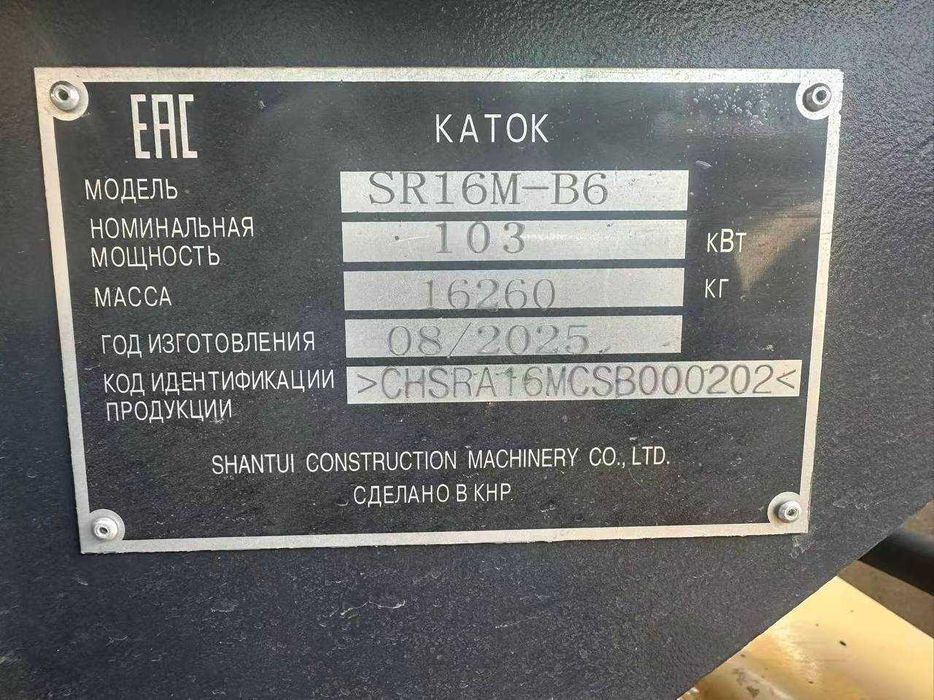 EAC
КАТОК
МОДЕЛЬ SR16M-B6
НОМИНАЛЬНАЯ
МОЩНОСТЬ 103 кВт
МАССА 16260 КГ
ГОД ИЗГОТОВЛЕНИЯ 08/2025
КОД ИДЕНТИФИКАЦИИ
ПРОДУКЦИИ >CHSRA16MCSB000202<
SHANTUI CONSTRUCTION MACHINERY CO., LTD.
СДЕЛАНО В КНР